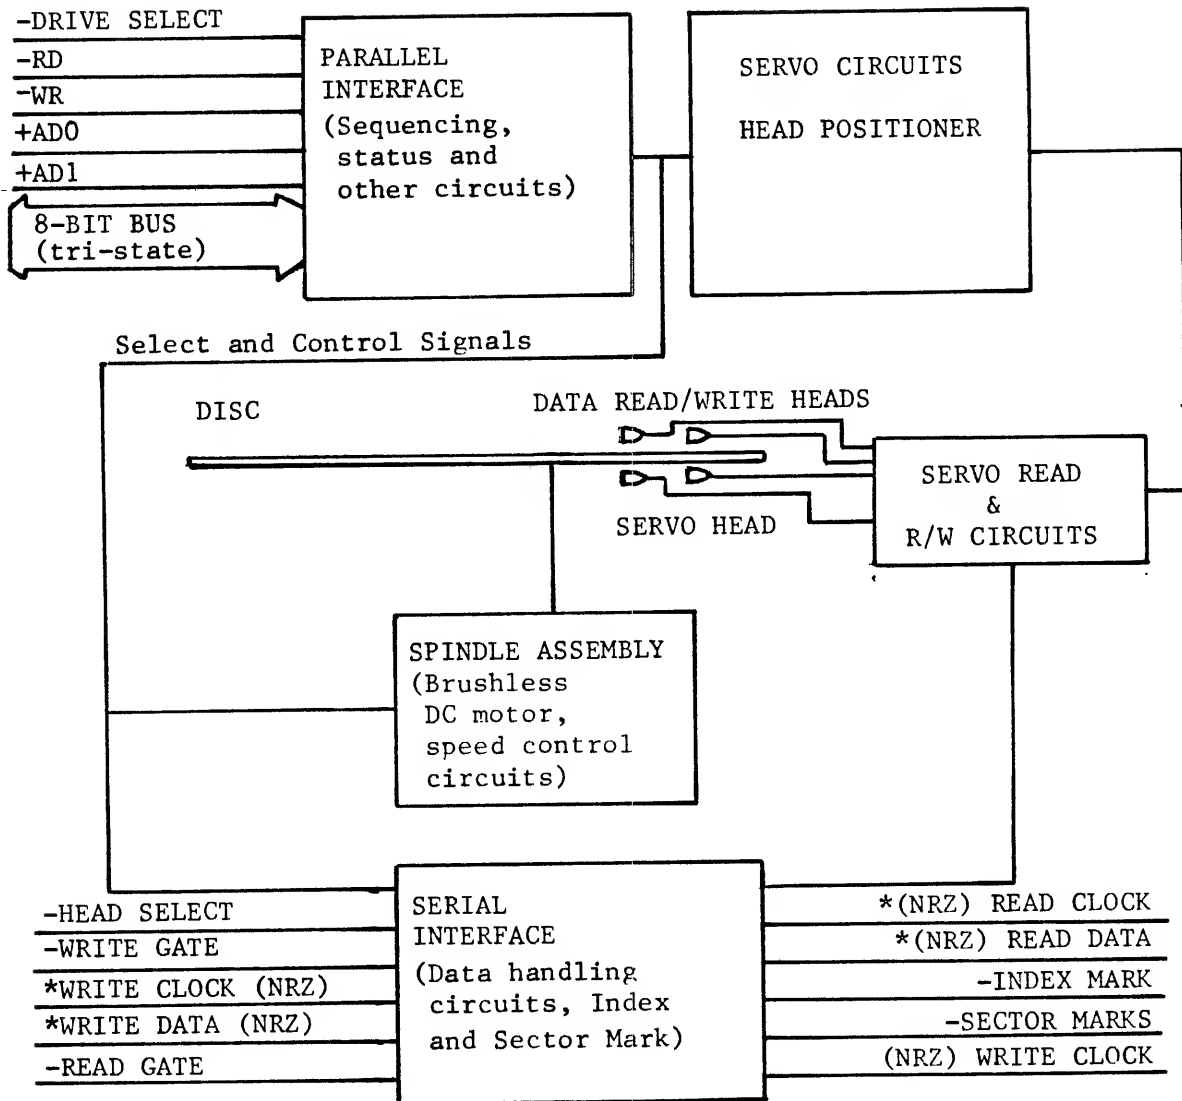 -DRIVE SELECT
-RD
-WR
+AD0
+AD1
8-BIT BUS
(tri-state)
PARALLEL
INTERFACE
(Sequencing,
status and
other circuits)
SERVO CIRCUITS
HEAD POSITIONER
Select and Control Signals
DISC
DATA READ/WRITE HEADS
SERVO HEAD
SERVO READ
&
R/W CIRCUITS
SPINDLE ASSEMBLY
(Brushless
DC motor,
speed control
circuits)
-HEAD SELECT
-WRITE GATE
*WRITE CLOCK (NRZ)
*WRITE DATA (NRZ)
-READ GATE
SERIAL
INTERFACE
(Data handling
circuits, Index
and Sector Mark)
*(NRZ) READ CLOCK
*(NRZ) READ DATA
-INDEX MARK
-SECTOR MARKS
(NRZ) WRITE CLOCK